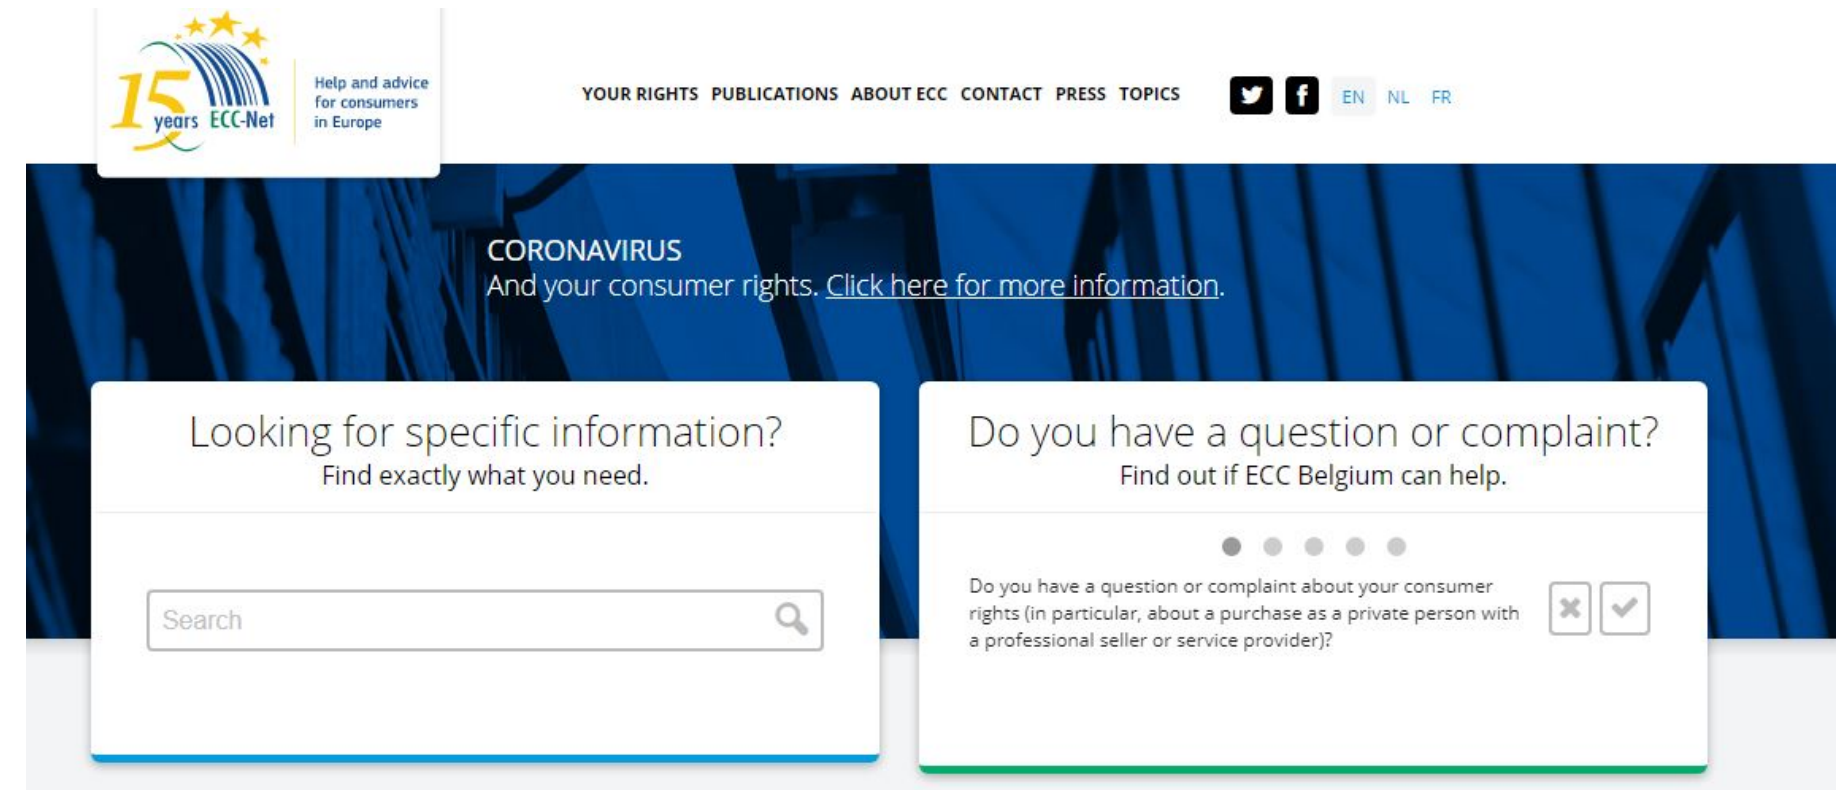 15
years ECC-Net
Help and advice
for consumers
in Europe
YOUR RIGHTS PUBLICATIONS ABOUT ECC CONTACT PRESS TOPICS
EN NL FR
CORONAVIRUS
And your consumer rights. Click here for more information.
Looking for specific information?
Find exactly what you need.
Search
Do you have a question or complaint?
Find out if ECC Belgium can help.
Do you have a question or complaint about your consumer
rights (in particular, about a purchase as a private person with
a professional seller or service provider)?